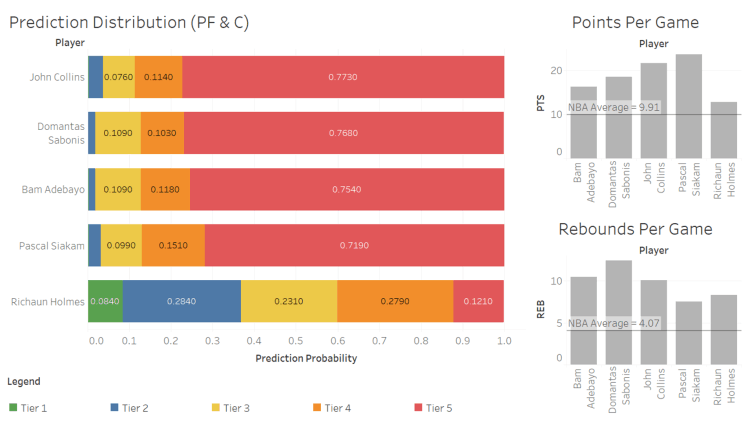 Prediction Distribution (PF & C)
Player
John Collins
0.0760 0.1140 0.7730
Domantas
Sabonis
0.1090 0.1030 0.7680
Bam Adebayo
0.1090 0.1180 0.7540
Pascal Siakam
0.0990 0.1510 0.7190
Richaun Holmes
0.0840 0.2840 0.2310 0.2790 0.1210
0.0 0.1 0.2 0.3 0.4 0.5 0.6 0.7 0.8 0.9 1.0
Prediction Probability
Legend
Tier 1 Tier 2 Tier 3 Tier 4 Tier 5
Points Per Game
Player
PTS
20
10
0
NBA Average = 9.91
Bam
Adebayo
Domantas
Sabonis
John
Collins
Pascal
Siakam
Richaun
Holmes
Rebounds Per Game
Player
REB
10
5
0
NBA Average = 4.07
Bam
Adebayo
Domantas
Sabonis
John
Collins
Pascal
Siakam
Richaun
Holmes